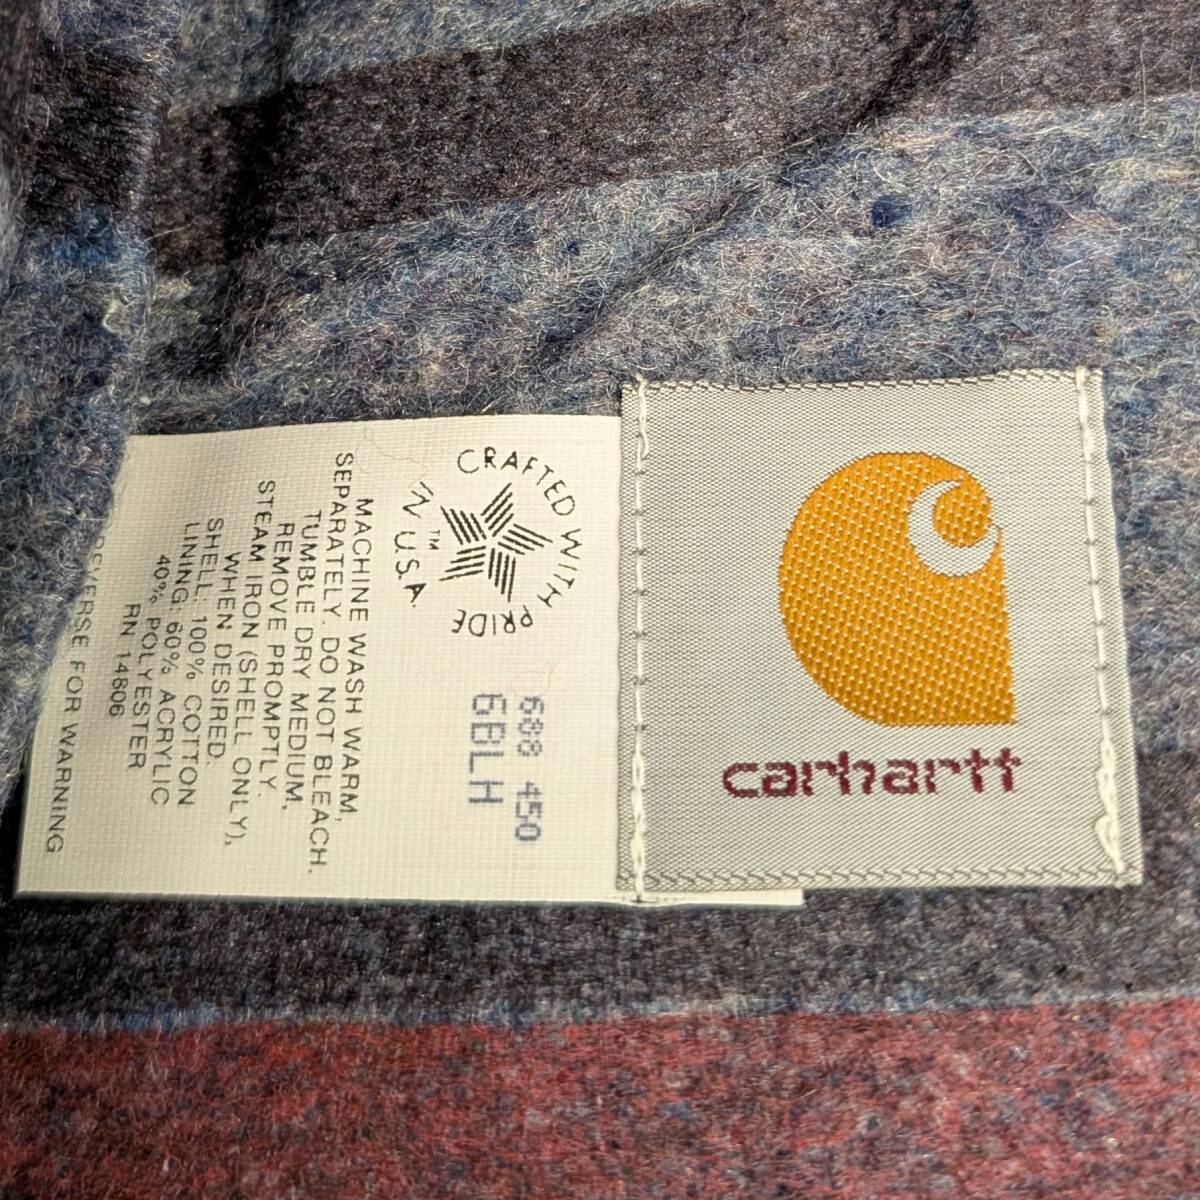 CRAFTED WITH PRIDE
IN U.S.A.
TM
688 450
6BLH
MACHINE WASH WARM,
SEPARATELY. DO NOT BLEACH.
TUMBLE DRY MEDIUM,
REMOVE PROMPTLY.
STEAM IRON (SHELL ONLY),
WHEN DESIRED.
SHELL: 100% COTTON
LINING: 60% ACRYLIC
40% POLYESTER
RN 14806
REVERSE FOR WARNING
carhartt